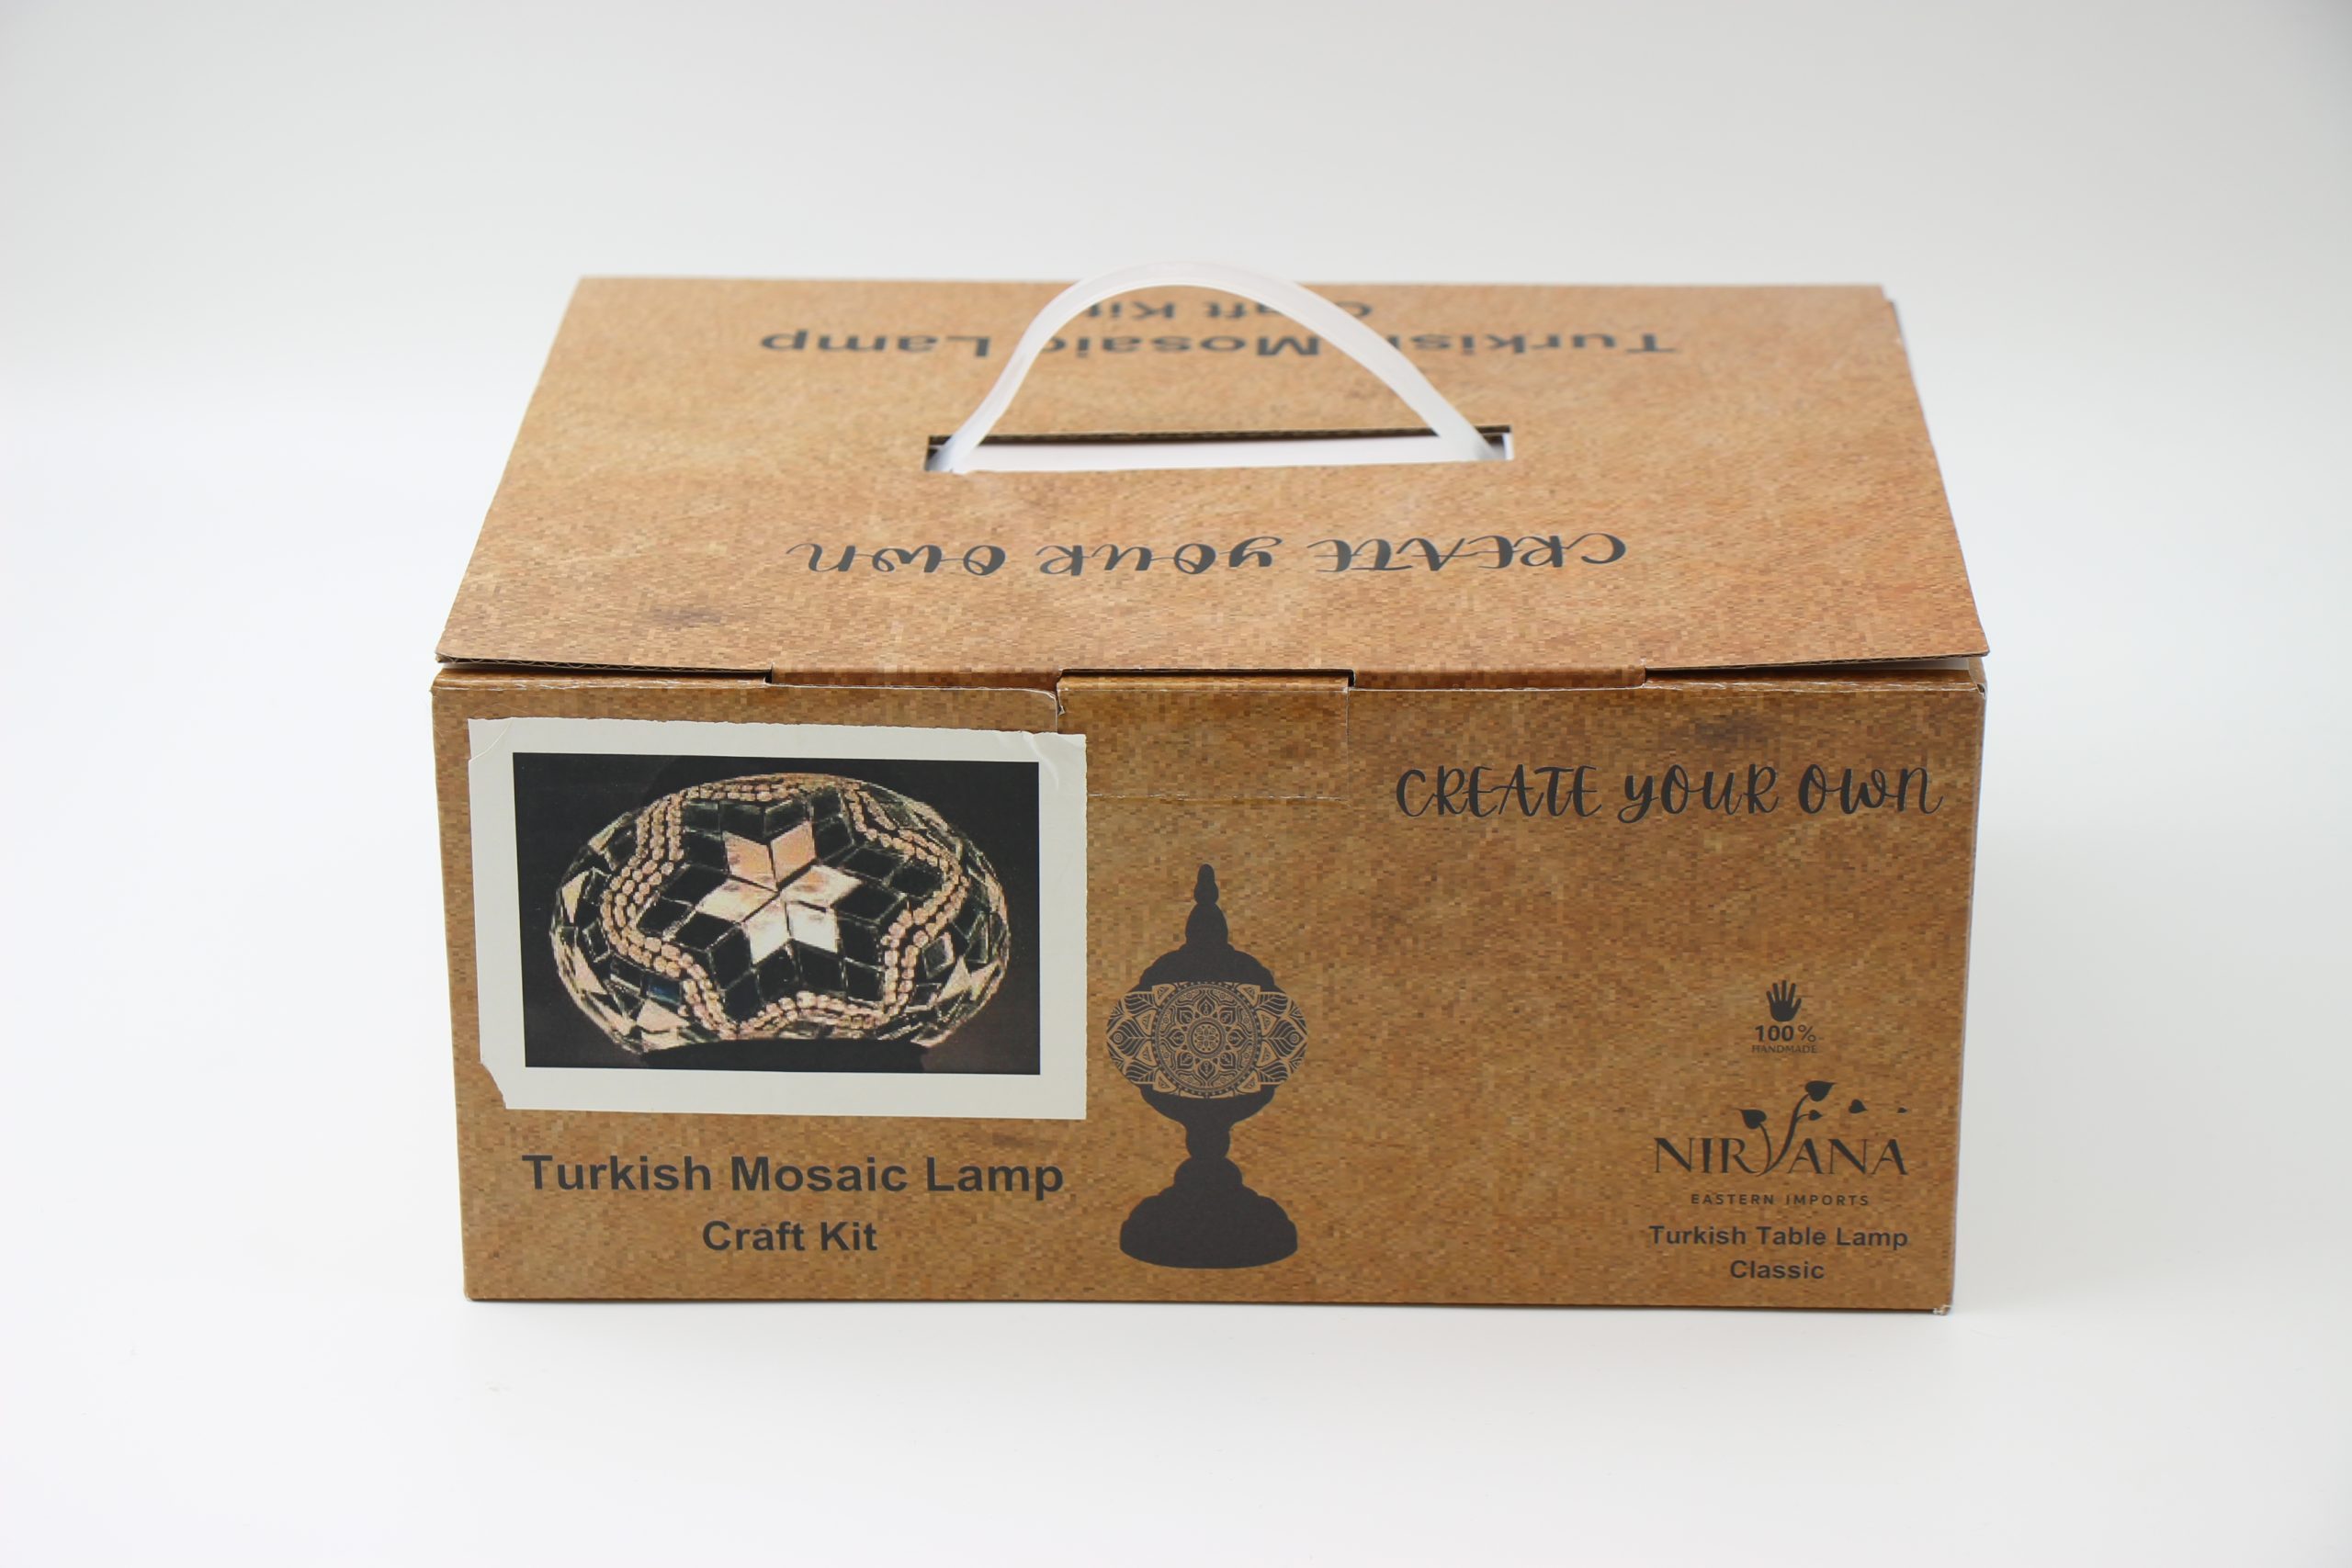 Turkish Mosaic Lamp
Craft Kit
CREATE YOUR OWN
CREATE YOUR OWN
Turkish Mosaic Lamp
Craft Kit
100%
HANDMADE
NIRVANA
EASTERN IMPORTS
Turkish Table Lamp
Classic